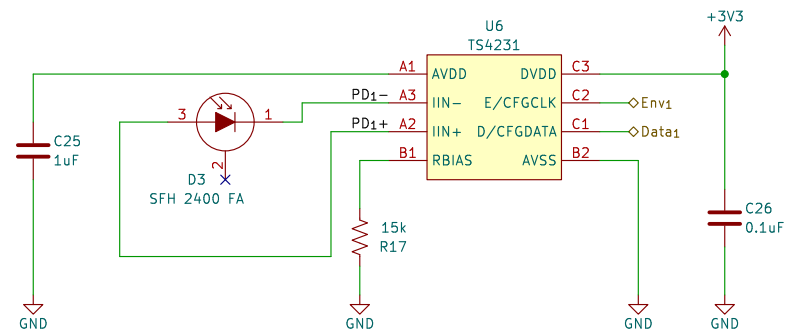 +3V3
U6
TS4231
A1
AVDD
DVDD
C3
PD1-
A3
IIN-
E/CFGCLK
C2
Env1
3
1
PD1+
A2
IIN+
D/CFGDATA
C1
Data1
C25
1uF
B1
RBIAS
AVSS
B2
2
D3
SFH 2400 FA
15k
R17
C26
0.1uF
GND
GND
GND
GND